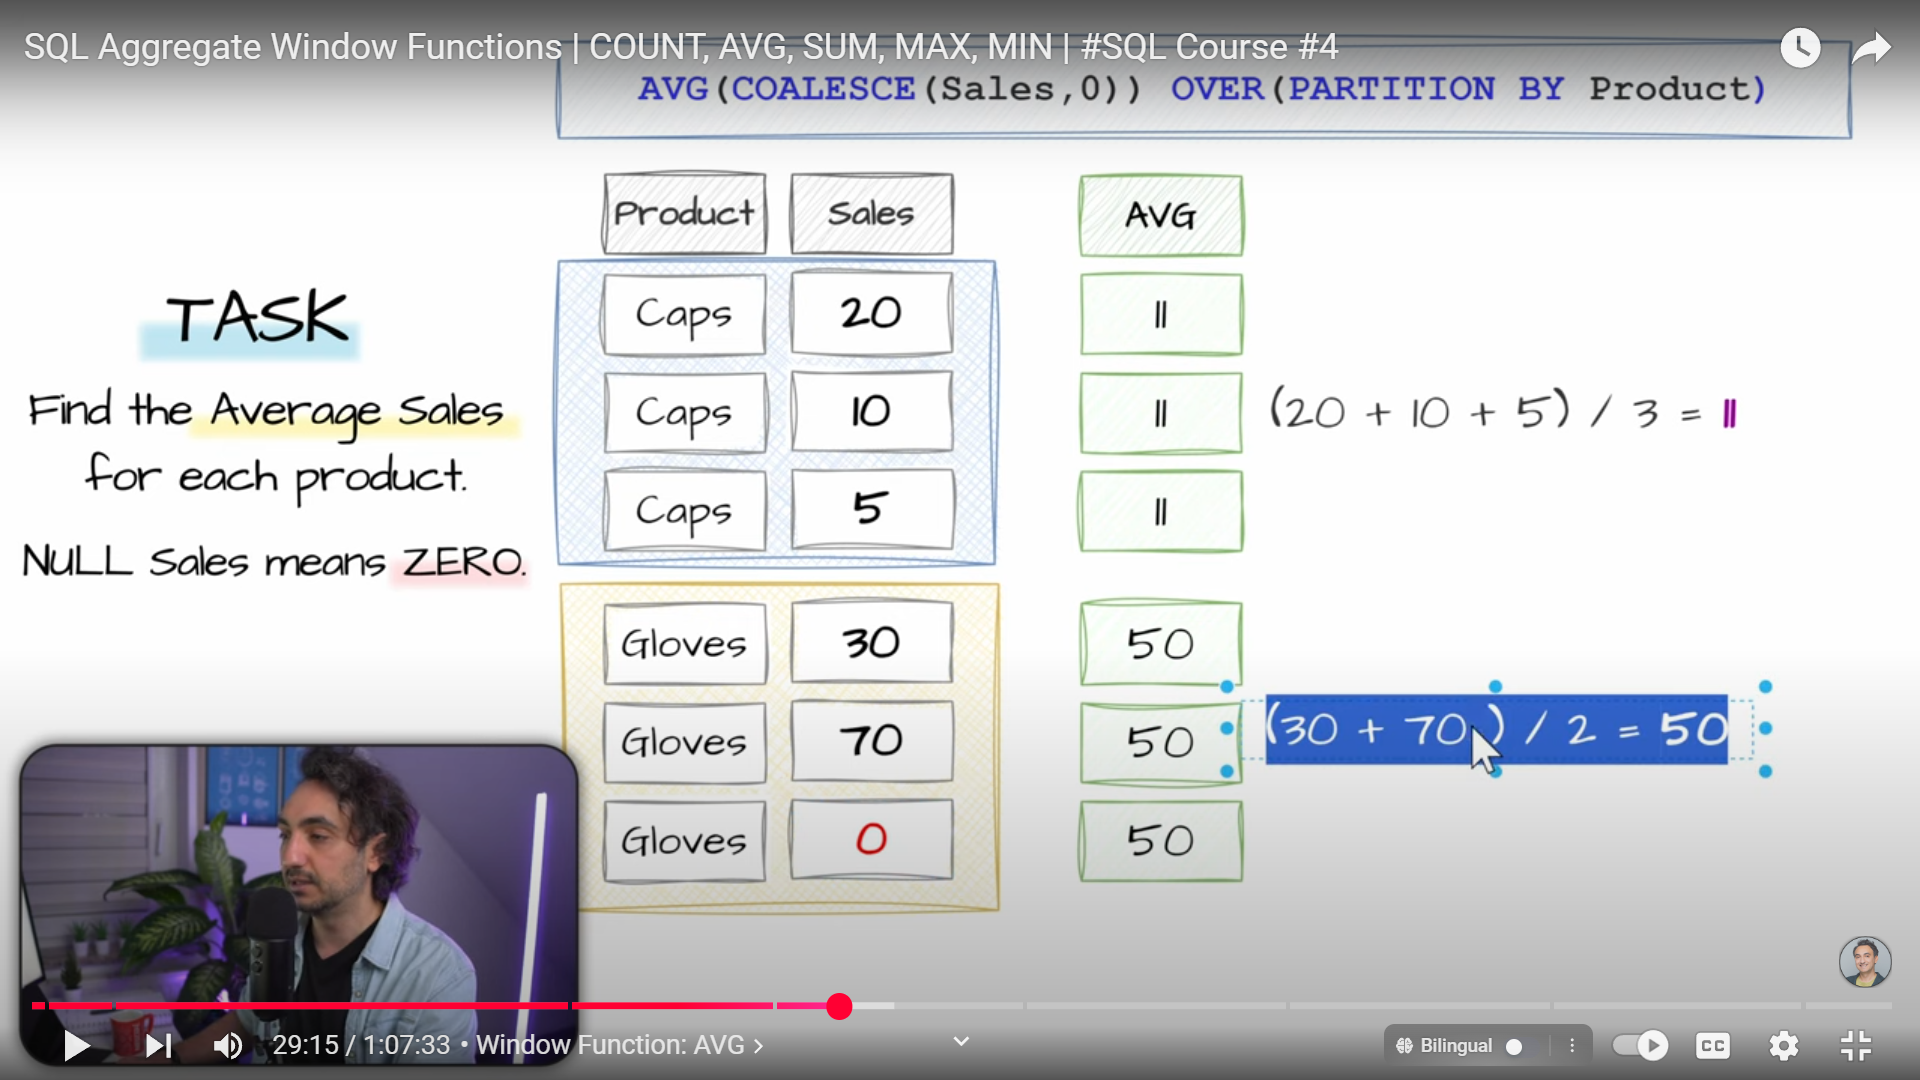 SQL Aggregate Window Functions | COUNT, AVG, SUM, MAX, MIN | #SQL Course #4
AVG(COALESCE(Sales,0)) OVER(PARTITION BY Product)
Product Sales AVG
TASK
Find the Average Sales
for each product.
NULL Sales means ZERO.
Caps 20 11
Caps 10 11 (20 + 10 + 5) / 3 = 11
Caps 5 11
Gloves 30 50
Gloves 70 50 (30 + 70 ) / 2 = 50
Gloves 0 50
29:15 / 1:07:33 • Window Function: AVG >
Bilingual
CC